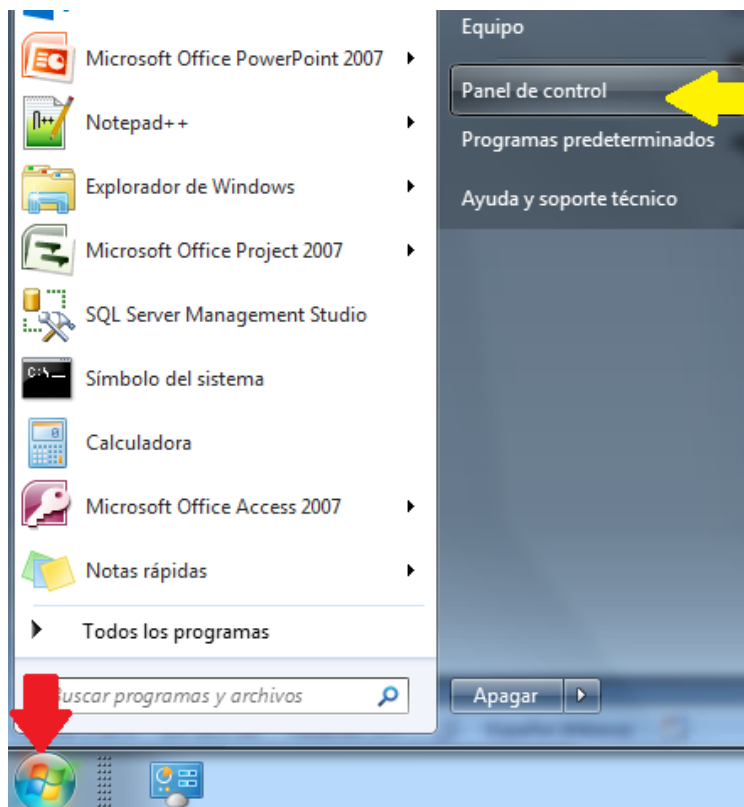 Microsoft Office PowerPoint 2007
Notepad++
Explorador de Windows
Microsoft Office Project 2007
SQL Server Management Studio
C:\
Símbolo del sistema
Calculadora
Microsoft Office Access 2007
Notas rápidas
Todos los programas
uscar programas y archivos
Equipo
Panel de control
Programas predeterminados
Ayuda y soporte técnico
Apagar